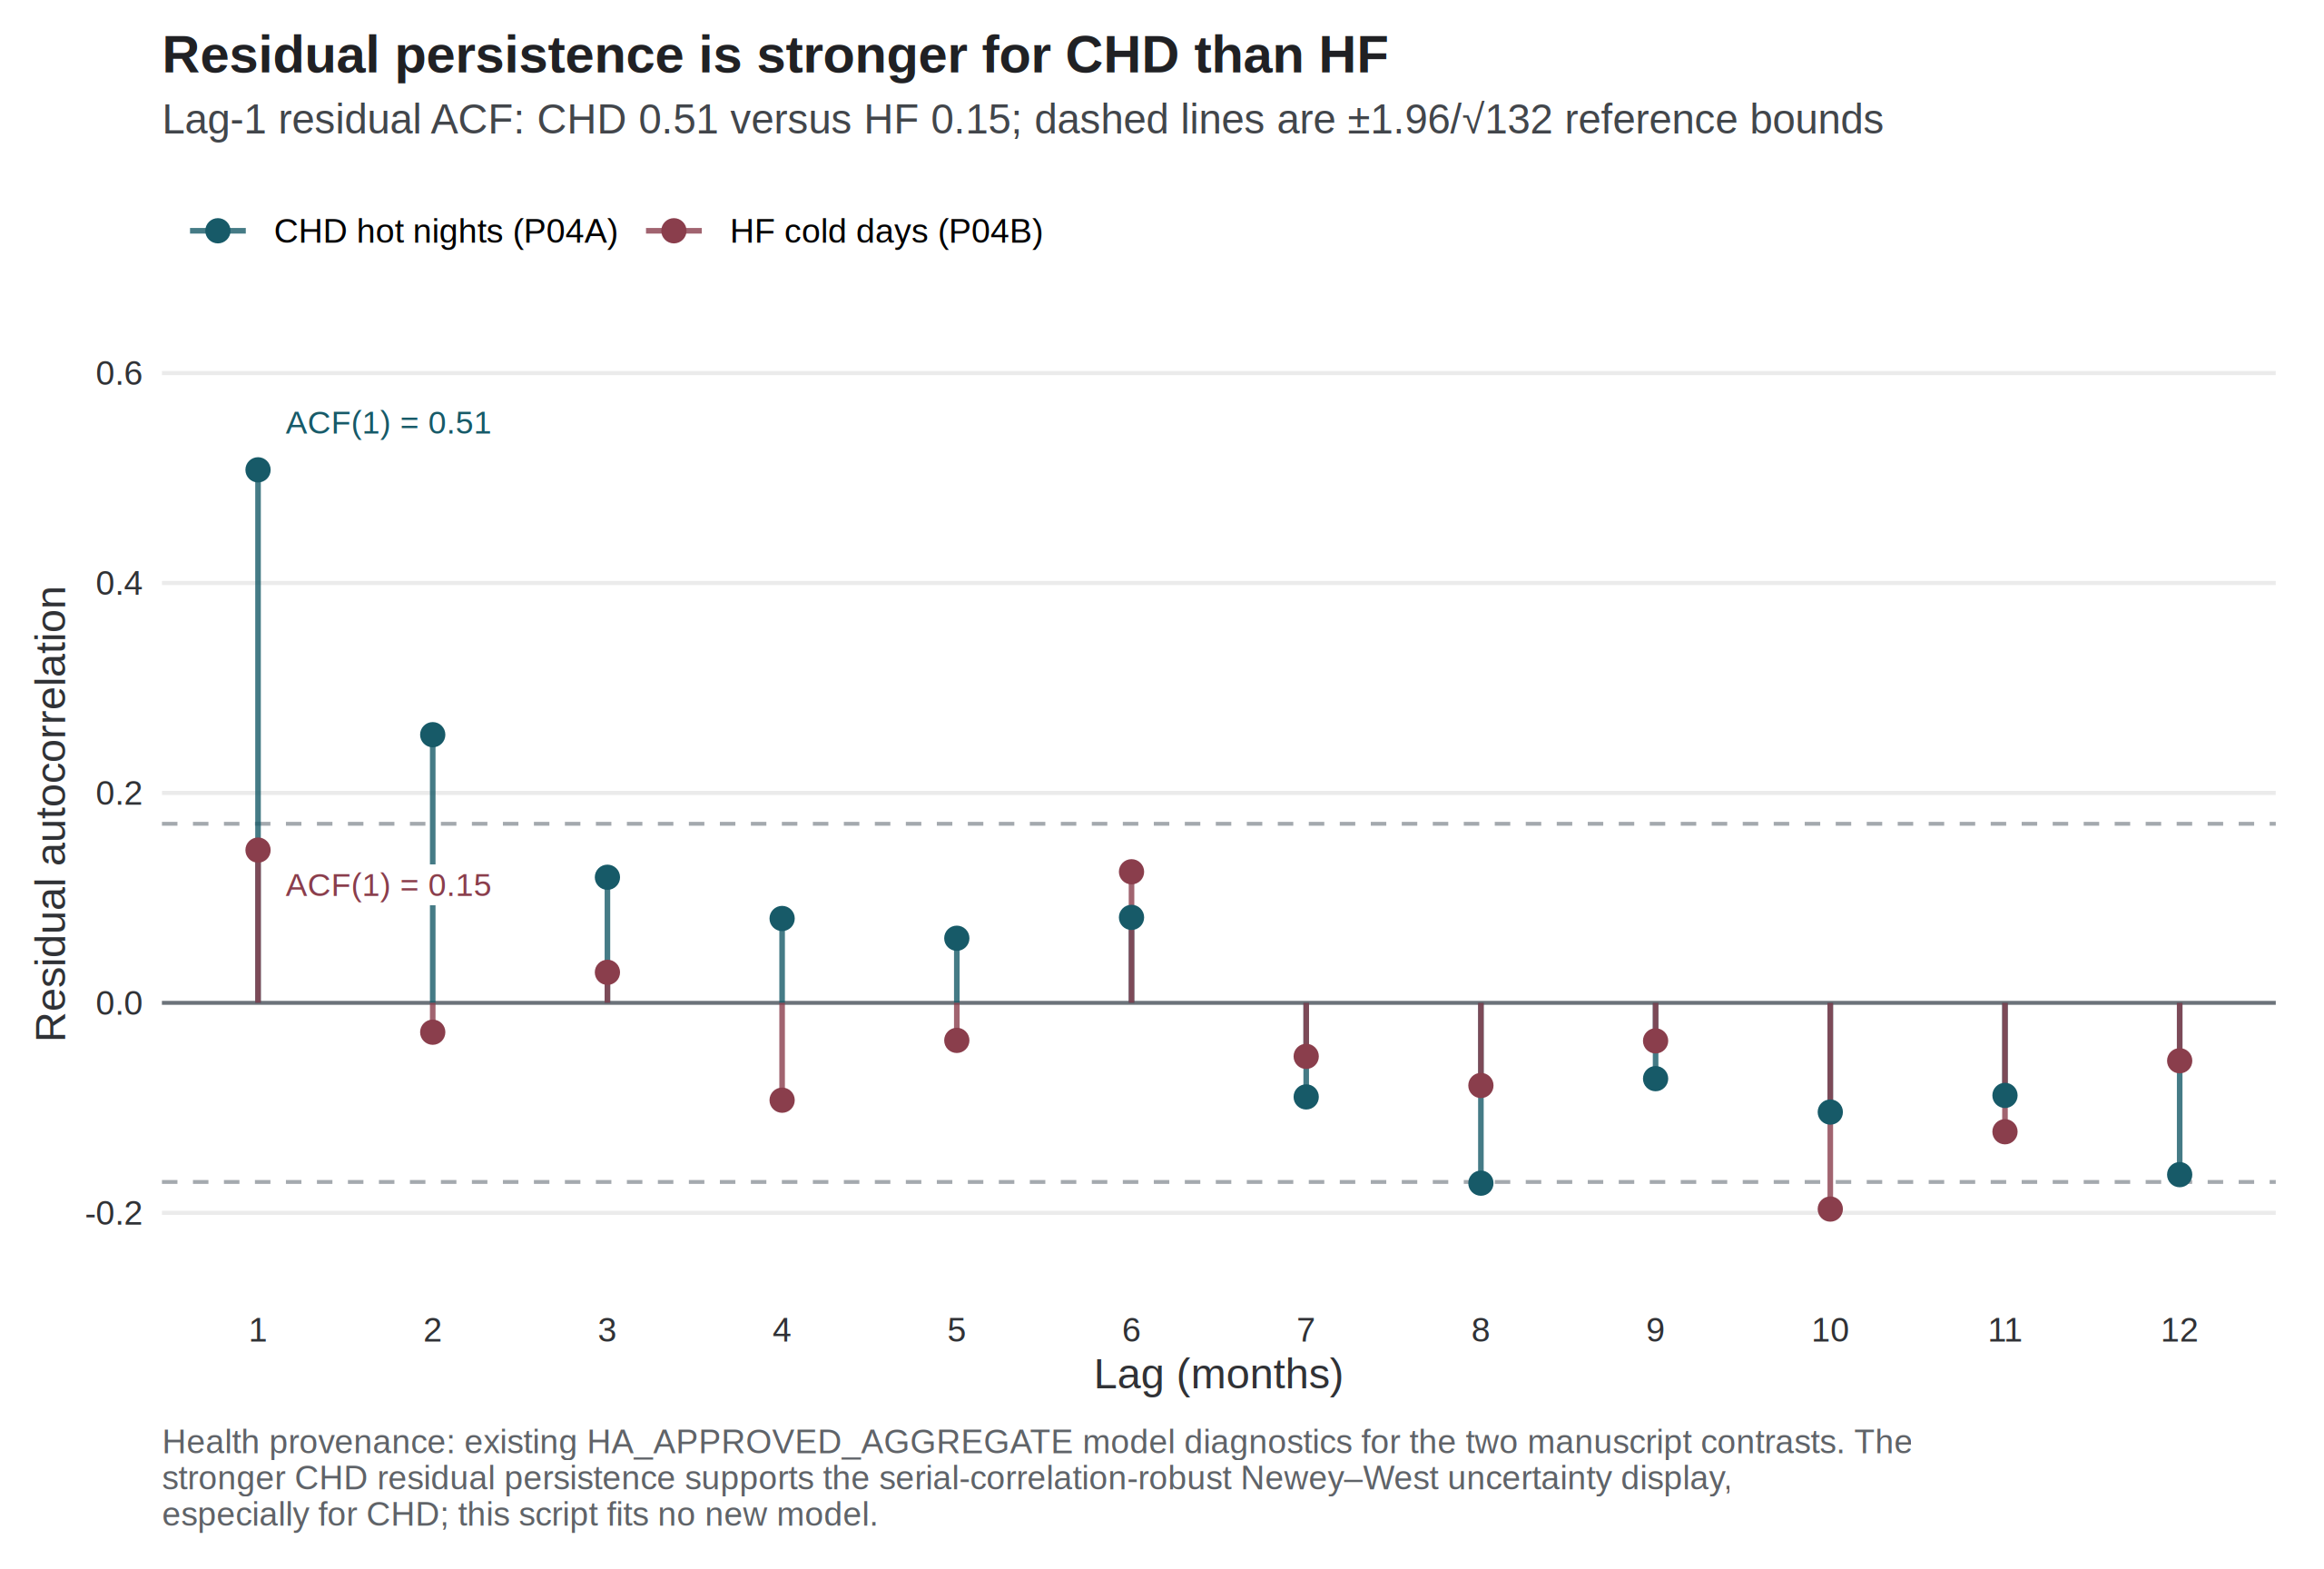 Residual persistence is stronger for CHD than HF
Lag-1 residual ACF: CHD 0.51 versus HF 0.15; dashed lines are ±1.96/√132 reference bounds
CHD hot nights (P04A)
HF cold days (P04B)
0.6
ACF(1) = 0.51
0.4
0.2
ACF(1) = 0.15
0.0
-0.2
Residual autocorrelation
1 2 3 4 5 6 7 8 9 10 11 12
Lag (months)
Health provenance: existing HA_APPROVED_AGGREGATE model diagnostics for the two manuscript contrasts. The
stronger CHD residual persistence supports the serial-correlation-robust Newey–West uncertainty display,
especially for CHD; this script fits no new model.